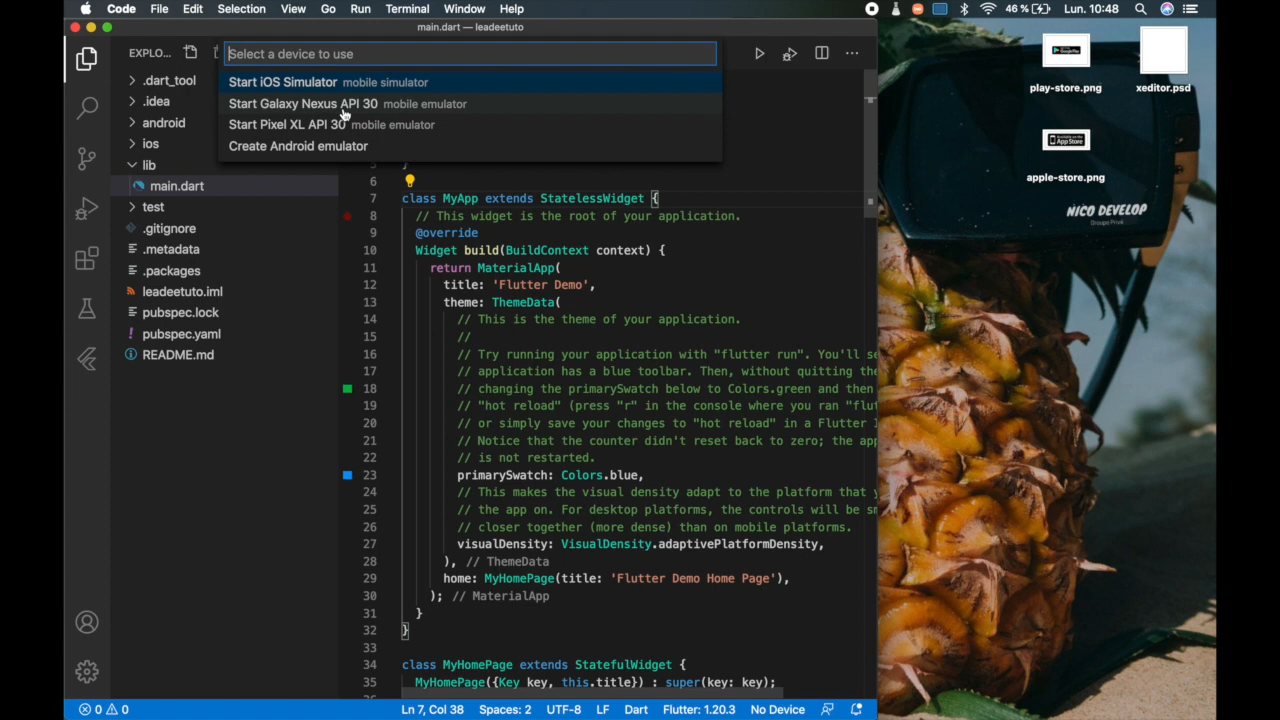 Code File Edit Selection View Go Run Terminal Window Help 46 % Lun. 10:48
main.dart — leadeetuto
EXPLO...
Select a device to use
Start iOS Simulator mobile simulator
Start Galaxy Nexus API 30 mobile emulator
Start Pixel XL API 30 mobile emulator
Create Android emulator
.dart_tool
.idea
android
ios
lib
main.dart
test
.gitignore
.metadata
.packages
leadeetuto.iml
pubspec.lock
pubspec.yaml
README.md
6
7 class MyApp extends StatelessWidget {
8 // This widget is the root of your application.
9 @override
10 Widget build(BuildContext context) {
11 return MaterialApp(
12 title: 'Flutter Demo',
13 theme: ThemeData(
14 // This is the theme of your application.
15 //
16 // Try running your application with "flutter run". You'll se
17 // application has a blue toolbar. Then, without quitting the
18 // changing the primarySwatch below to Colors.green and then
19 // "hot reload" (press "r" in the console where you ran "flut
20 // or simply save your changes to "hot reload" in a Flutter I
21 // Notice that the counter didn't reset back to zero; the app
22 // is not restarted.
23 primarySwatch: Colors.blue,
24 // This makes the visual density adapt to the platform that y
25 // the app on. For desktop platforms, the controls will be sm
26 // closer together (more dense) than on mobile platforms.
27 visualDensity: VisualDensity.adaptivePlatformDensity,
28 ), // ThemeData
29 home: MyHomePage(title: 'Flutter Demo Home Page'),
30 ); // MaterialApp
31 }
32 }
33
34 class MyHomePage extends StatefulWidget {
35 MyHomePage({Key key, this.title}) : super(key: key);
0 0 Ln 7, Col 38 Spaces: 2 UTF-8 LF Dart Flutter: 1.20.3 No Device
play-store.png
xeditor.psd
App Store
apple-store.png
NICO DEVELOP
Groupe Privé